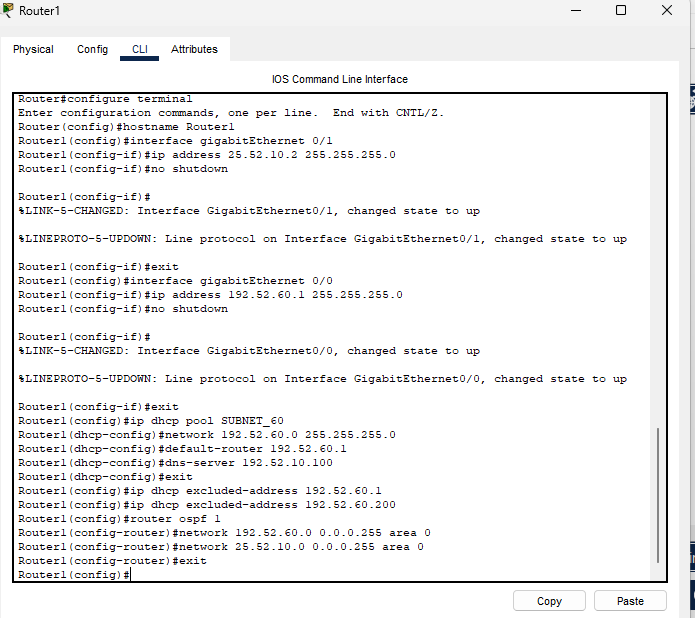 Router1
Physical Config CLI Attributes
IOS Command Line Interface
Router#configure terminal
Enter configuration commands, one per line.  End with CNTL/Z.
Router(config)#hostname Router1
Router1(config)#interface gigabitEthernet 0/1
Router1(config-if)#ip address 25.52.10.2 255.255.255.0
Router1(config-if)#no shutdown
Router1(config-if)#
%LINK-5-CHANGED: Interface GigabitEthernet0/1, changed state to up
%LINEPROTO-5-UPDOWN: Line protocol on Interface GigabitEthernet0/1, changed state to up
Router1(config-if)#exit
Router1(config)#interface gigabitEthernet 0/0
Router1(config-if)#ip address 192.52.60.1 255.255.255.0
Router1(config-if)#no shutdown
Router1(config-if)#
%LINK-5-CHANGED: Interface GigabitEthernet0/0, changed state to up
%LINEPROTO-5-UPDOWN: Line protocol on Interface GigabitEthernet0/0, changed state to up
Router1(config-if)#exit
Router1(config)#ip dhcp pool SUBNET_60
Router1(dhcp-config)#network 192.52.60.0 255.255.255.0
Router1(dhcp-config)#default-router 192.52.60.1
Router1(dhcp-config)#dns-server 192.52.10.100
Router1(dhcp-config)#exit
Router1(config)#ip dhcp excluded-address 192.52.60.1
Router1(config)#ip dhcp excluded-address 192.52.60.200
Router1(config)#router ospf 1
Router1(config-router)#network 192.52.60.0 0.0.0.255 area 0
Router1(config-router)#network 25.52.10.0 0.0.0.255 area 0
Router1(config-router)#exit
Router1(config)#
Copy Paste